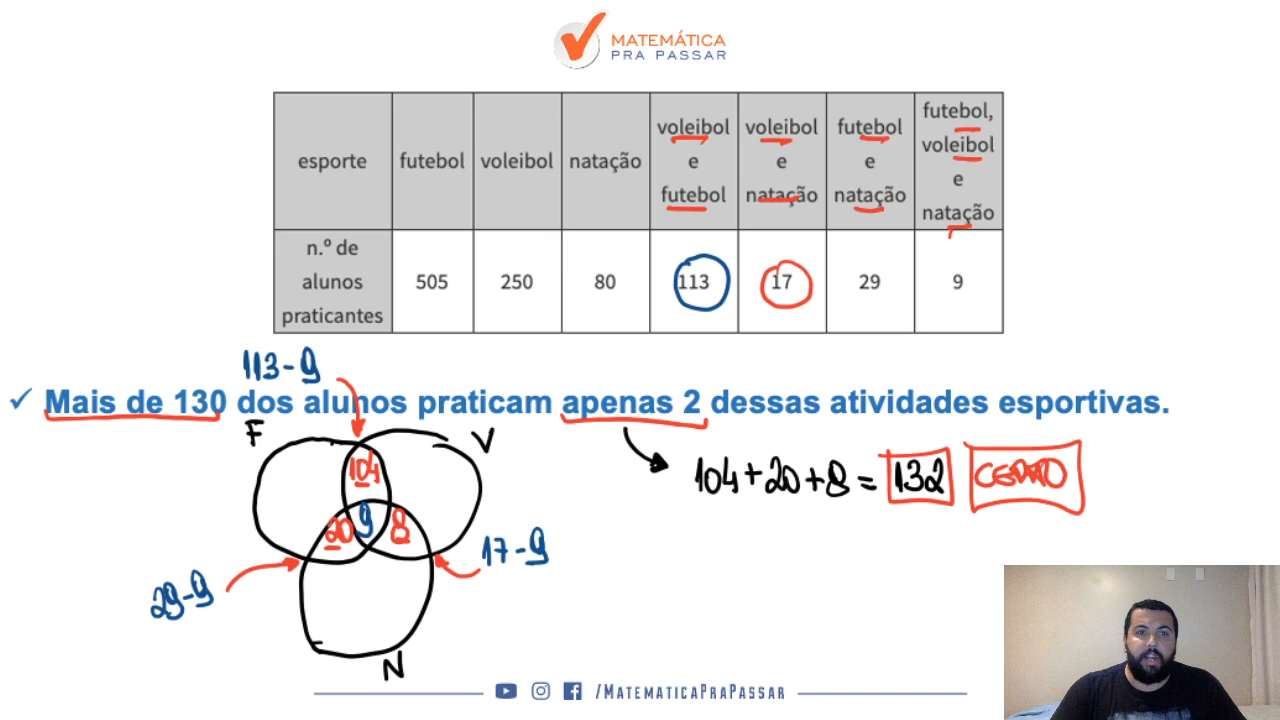 MATEMÁTICA
PRA PASSAR
esporte
futebol
voleibol
natação
voleibol
e
futebol
voleibol
e
natação
futebol
e
natação
futebol,
voleibol
e
natação
n.º de
alunos
praticantes
505
250
80
113
17
29
9
113-9
✓ Mais de 130 dos alunos praticam apenas 2 dessas atividades esportivas.
F
V
104
104+20+8=132
CERTO
20
9
8
17-9
29-9
N
/MATEMATICAPRAPASSAR